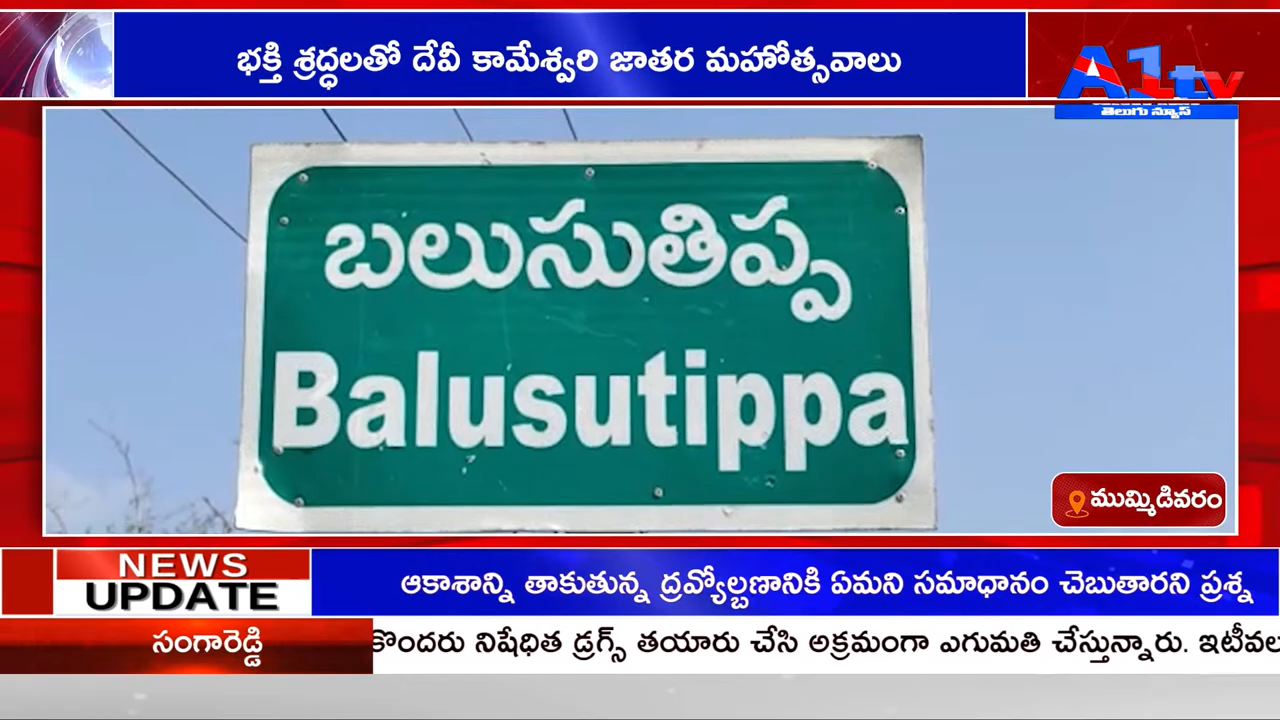 భక్తి శ్రద్ధలతో దేవీ కామేశ్వరి జాతర మహోత్సవాలు
A1tv
తెలుగు న్యూస్
బలుసుతిప్ప
Balusutippa
ముమ్మిడివరం
NEWS
UPDATE
ఆకాశాన్ని తాకుతున్న ద్రవ్యోల్బణానికి ఏమని సమాధానం చెబుతారని ప్రశ్న
సంగారెడ్డి
కొందరు నిషేధిత డ్రగ్స్ తయారు చేసి అక్రమంగా ఎగుమతి చేస్తున్నారు. ఇటీవల